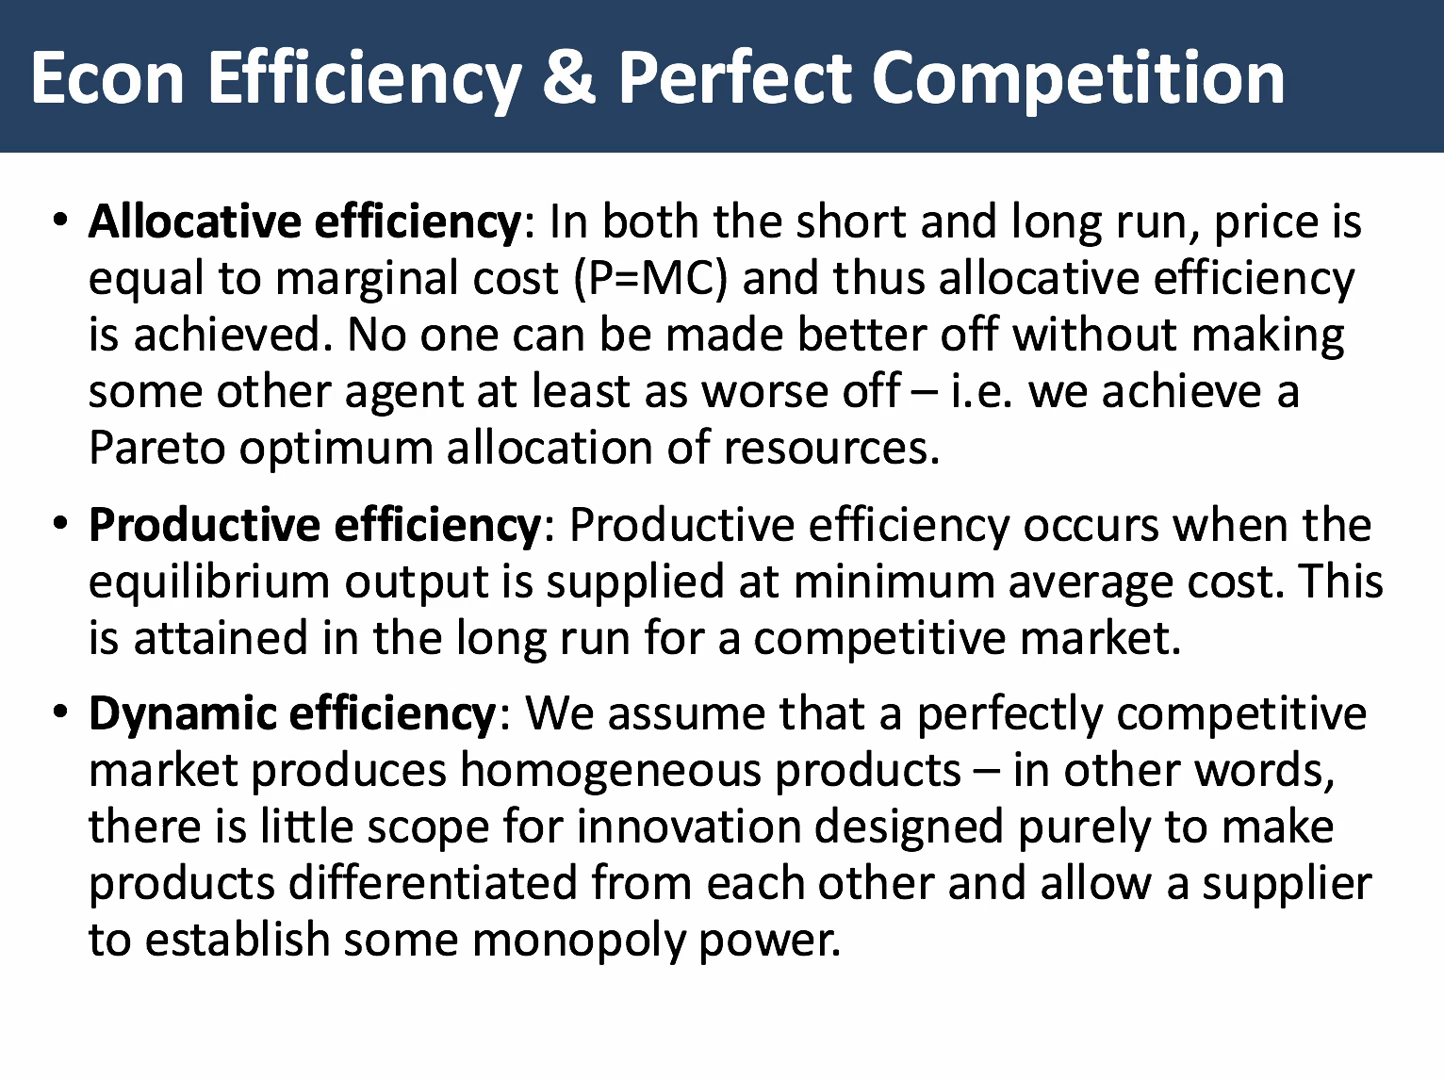 Econ Efficiency & Perfect Competition
• Allocative efficiency: In both the short and long run, price is
equal to marginal cost (P=MC) and thus allocative efficiency
is achieved. No one can be made better off without making
some other agent at least as worse off – i.e. we achieve a
Pareto optimum allocation of resources.
• Productive efficiency: Productive efficiency occurs when the
equilibrium output is supplied at minimum average cost. This
is attained in the long run for a competitive market.
• Dynamic efficiency: We assume that a perfectly competitive
market produces homogeneous products – in other words,
there is little scope for innovation designed purely to make
products differentiated from each other and allow a supplier
to establish some monopoly power.